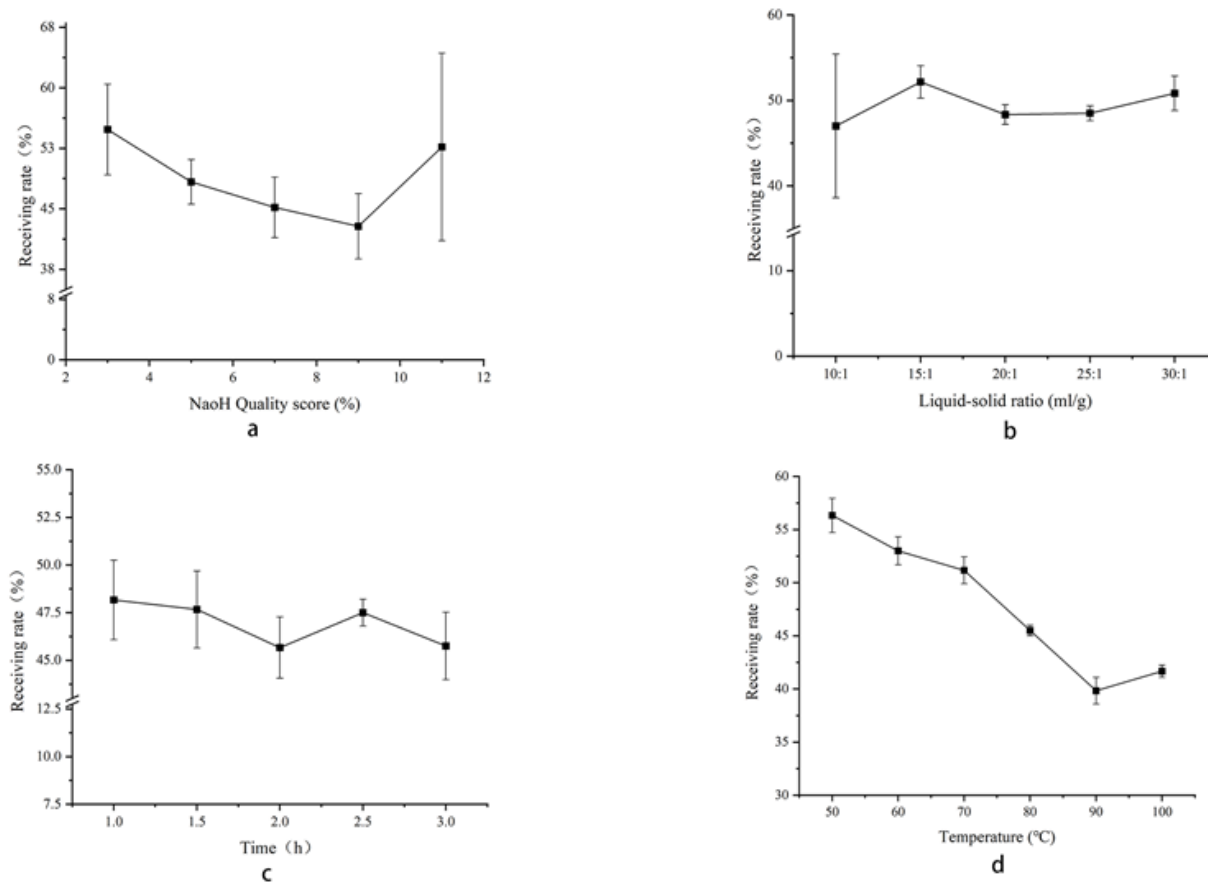 Receiving rate (%)
68
60
53
45
38
8
0
2 4 6 8 10 12
NaoH Quality score (%)
a
Receiving rate (%)
60
50
40
10
0
10:1 15:1 20:1 25:1 30:1
Liquid-solid ratio (ml/g)
b
Receiving rate (%)
55.0
52.5
50.0
47.5
45.0
12.5
10.0
7.5
1.0 1.5 2.0 2.5 3.0
Time (h)
c
Receiving rate (%)
60
55
50
45
40
35
30
50 60 70 80 90 100
Temperature (℃)
d